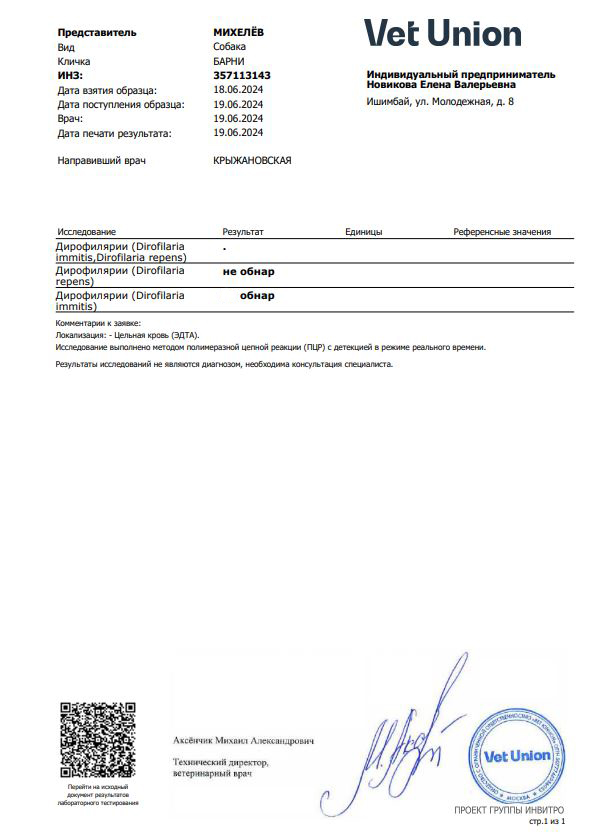 Представитель МИХЕЛЁВ
Вид Собака
Кличка БАРНИ
ИНЗ: 357113143
Дата взятия образца: 18.06.2024
Дата поступления образца: 19.06.2024
Врач: 19.06.2024
Дата печати результата: 19.06.2024
Направивший врач КРЫЖАНОВСКАЯ
Vet Union
Индивидуальный предприниматель
Новикова Елена Валерьевна
Ишимбай, ул. Молодежная, д. 8
Исследование Результат Единицы Референсные значения
Дирофилярии (Dirofilaria .
immitis,Dirofilaria repens)
Дирофилярии (Dirofilaria не обнар
repens)
Дирофилярии (Dirofilaria обнар
immitis)
Комментарии к заявке:
Локализация: - Цельная кровь (ЭДТА).
Исследование выполнено методом полимеразной цепной реакции (ПЦР) с детекцией в режиме реального времени.
Результаты исследований не являются диагнозом, необходима консультация специалиста.
Перейти на исходный
документ результатов
лабораторного тестирования
Аксёнчик Михаил Александрович
Технический директор,
ветеринарный врач
Vet Union
МОСКВА
ПРОЕКТ ГРУППЫ ИНВИТРО
стр.1 из 1